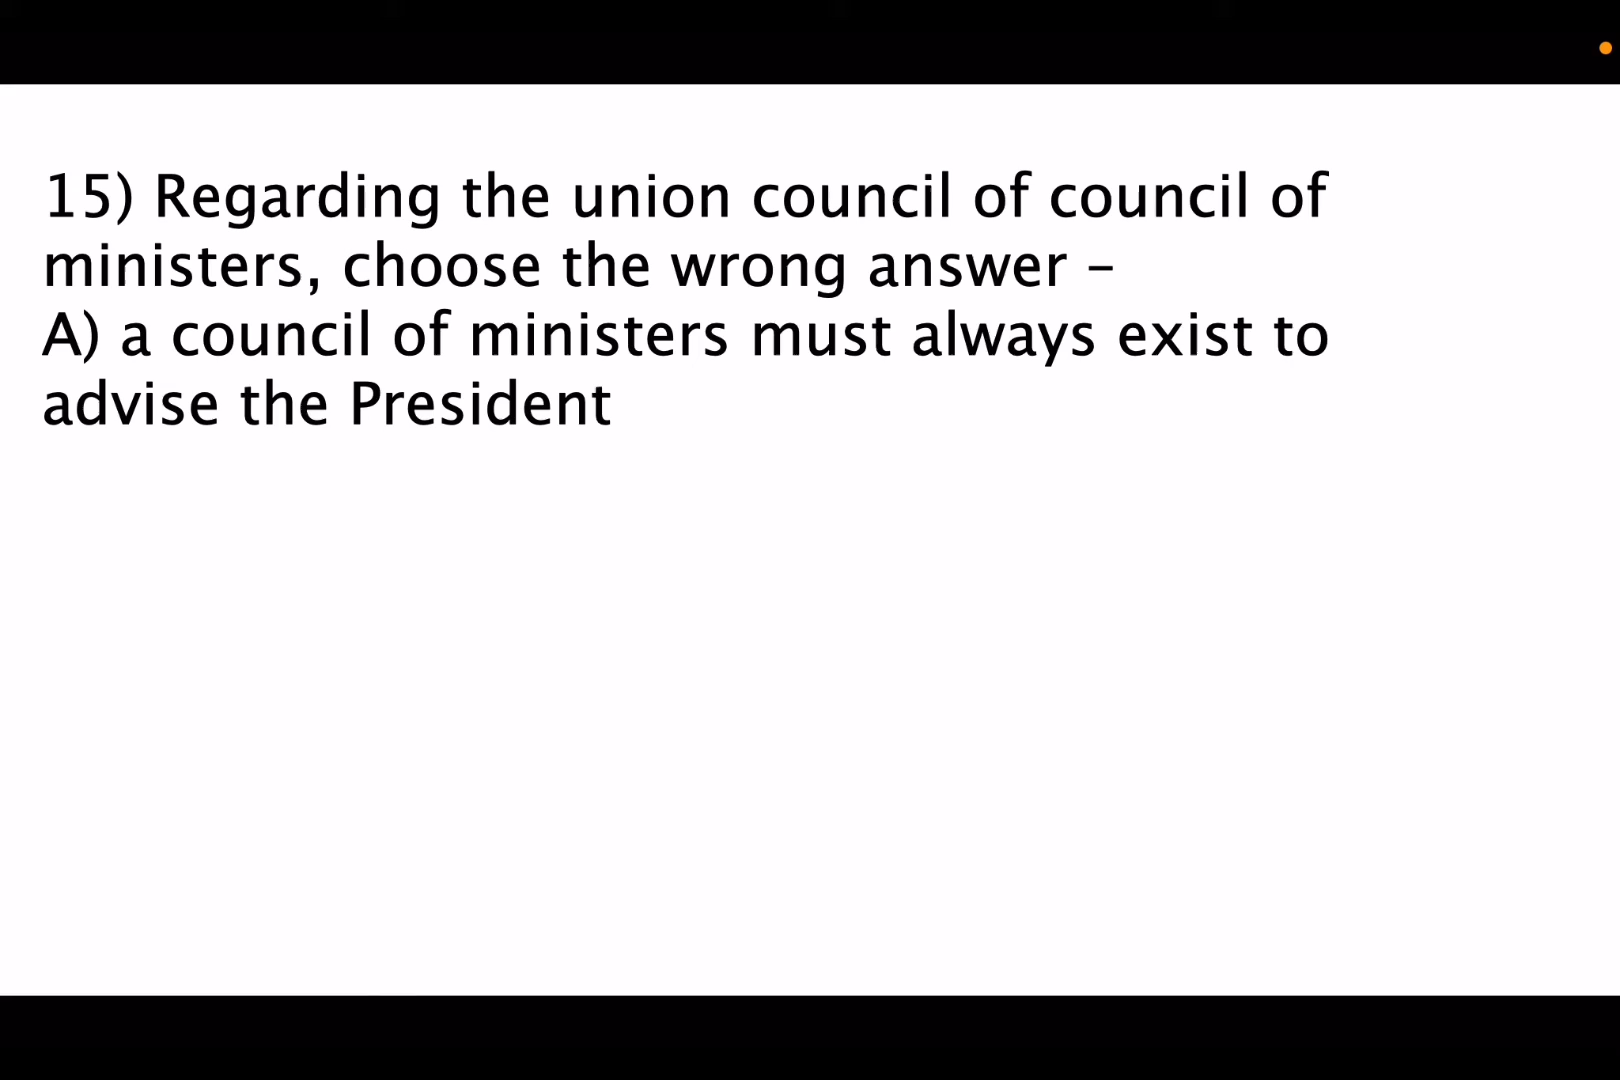 15) Regarding the union council of council of
ministers, choose the wrong answer –
A) a council of ministers must always exist to
advise the President